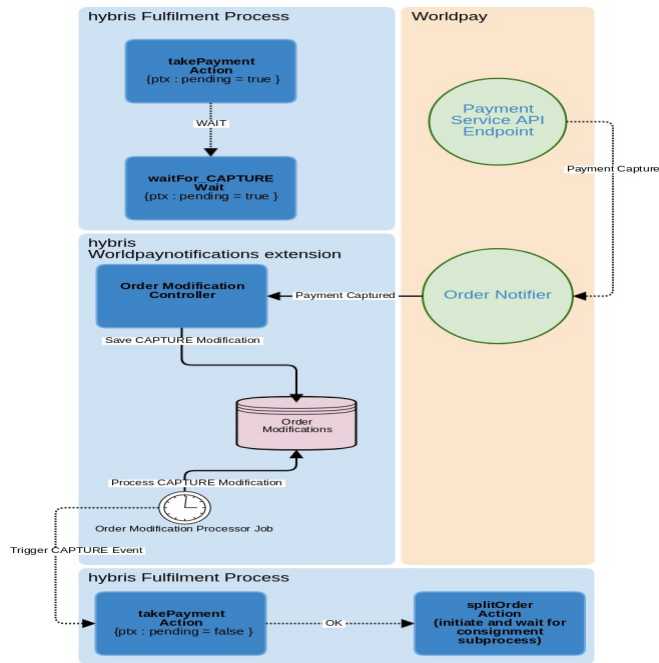 hybris Fulfilment Process
takePayment
Action
{ptx : pending = true }
WAIT
waitFor_CAPTURE
Wait
{ptx : pending = true }
Worldpay
Payment
Service API
Endpoint
Payment Capture
hybris
Worldpaynotifications extension
Order Modification
Controller
Payment Captured
Order Notifier
Save CAPTURE Modification
Order
Modifications
Process CAPTURE Modification
Order Modification Processor Job
Trigger CAPTURE Event
hybris Fulfilment Process
takePayment
Action
{ptx : pending = false }
OK
splitOrder
Action
(initiate and wait for
consignment
subprocess)